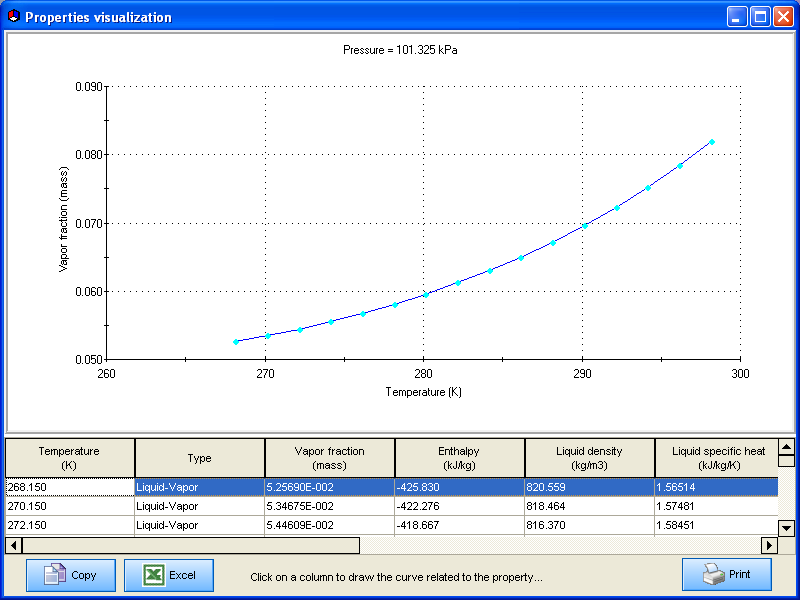 Properties visualization
Pressure = 101.325 kPa
0.090
0.080
0.070
0.060
0.050
Vapor fraction (mass)
260 270 280 290 300
Temperature (K)
Temperature (K) Type Vapor fraction (mass) Enthalpy (kJ/kg) Liquid density (kg/m3) Liquid specific heat (kJ/kg/K)
268.150 Liquid-Vapor 5.25690E-002 -425.830 820.559 1.56514
270.150 Liquid-Vapor 5.34675E-002 -422.276 818.464 1.57481
272.150 Liquid-Vapor 5.44609E-002 -418.667 816.370 1.58451
Copy Excel Click on a column to draw the curve related to the property... Print